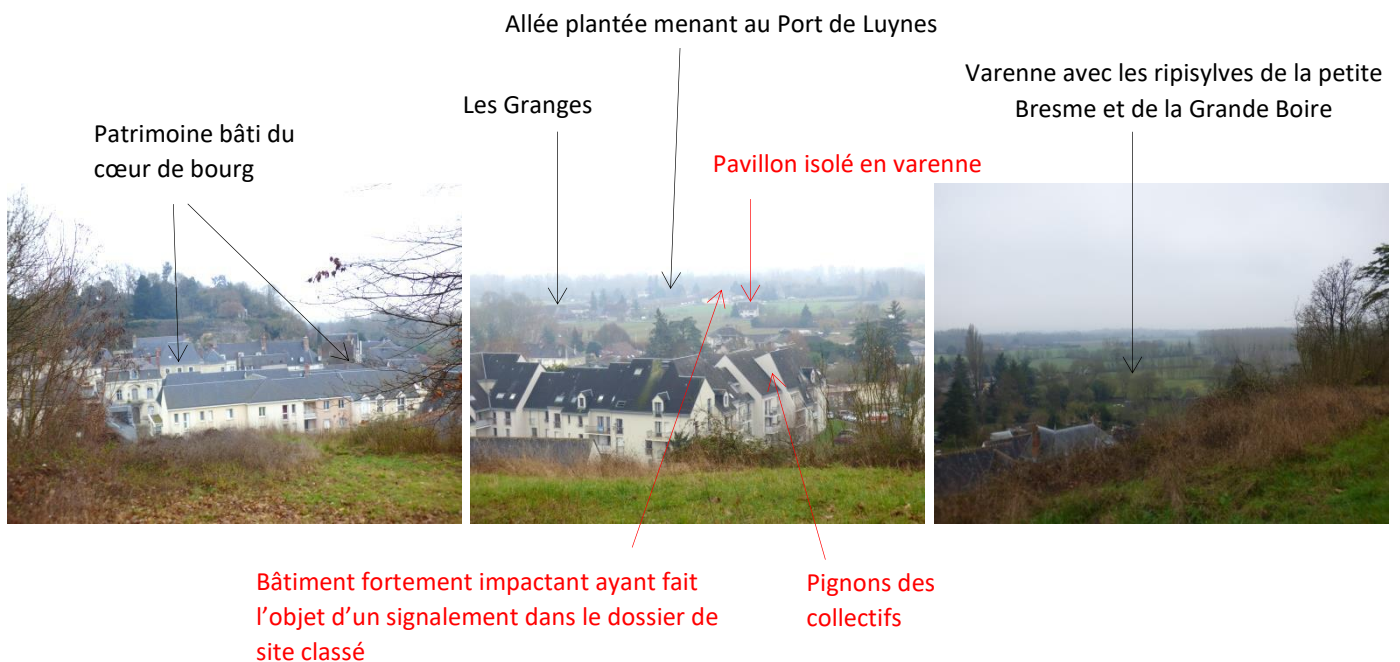 Allée plantée menant au Port de Luynes
Varenne avec les ripisylves de la petite
Bresme et de la Grande Boire
Les Granges
Patrimoine bâti du
cœur de bourg
Pavillon isolé en varenne
Bâtiment fortement impactant ayant fait
l’objet d’un signalement dans le dossier de
site classé
Pignons des
collectifs